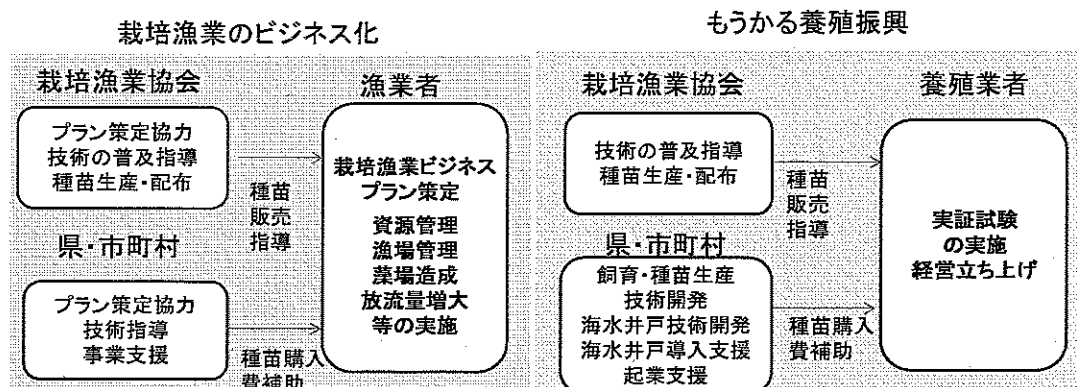 栽培漁業のビジネス化
栽培漁業協会
プラン策定協力
技術の普及指導
種苗生産・配布
種苗
販売
指導
県・市町村
プラン策定協力
技術指導
事業支援
種苗購入
費補助
漁業者
栽培漁業ビジネス
プラン策定
資源管理
漁場管理
藻場造成
放流量増大
等の実施
もうかる養殖振興
栽培漁業協会
技術の普及指導
種苗生産・配布
種苗
販売
指導
県・市町村
飼育・種苗生産
技術開発
海水井戸技術開発
海水井戸導入支援
起業支援
種苗購入
費補助
養殖業者
実証試験
の実施
経営立ち上げ